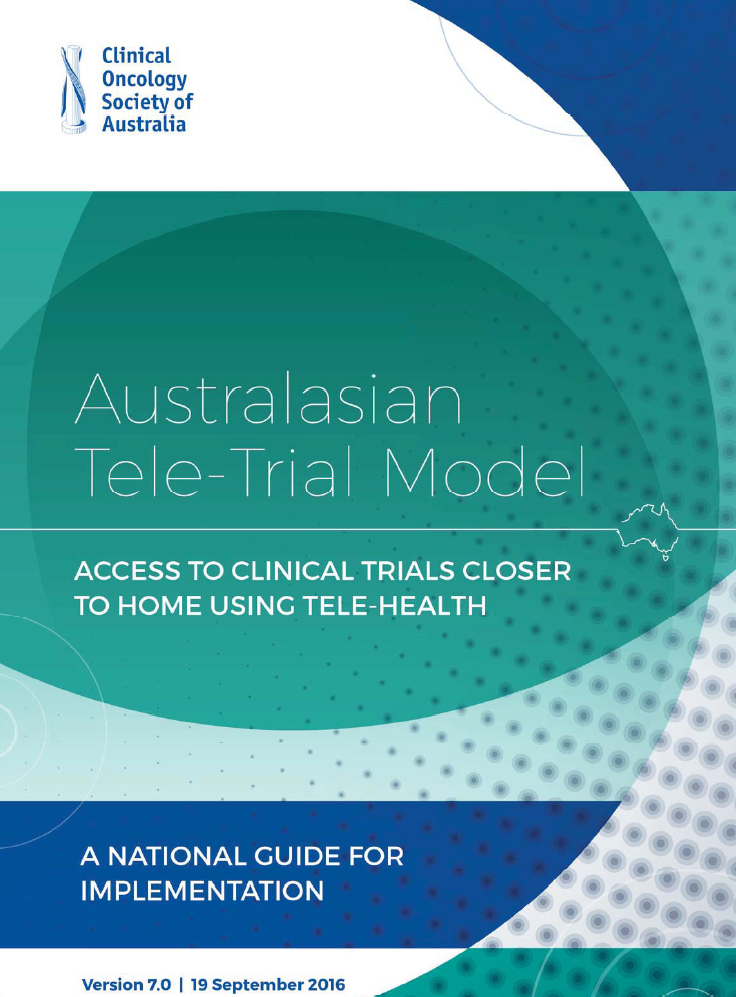 Clinical
Oncology
Society of
Australia
Australasian
Tele-Trial Model
ACCESS TO CLINICAL TRIALS CLOSER
TO HOME USING TELE-HEALTH
A NATIONAL GUIDE FOR
IMPLEMENTATION
Version 7.0 | 19 September 2016